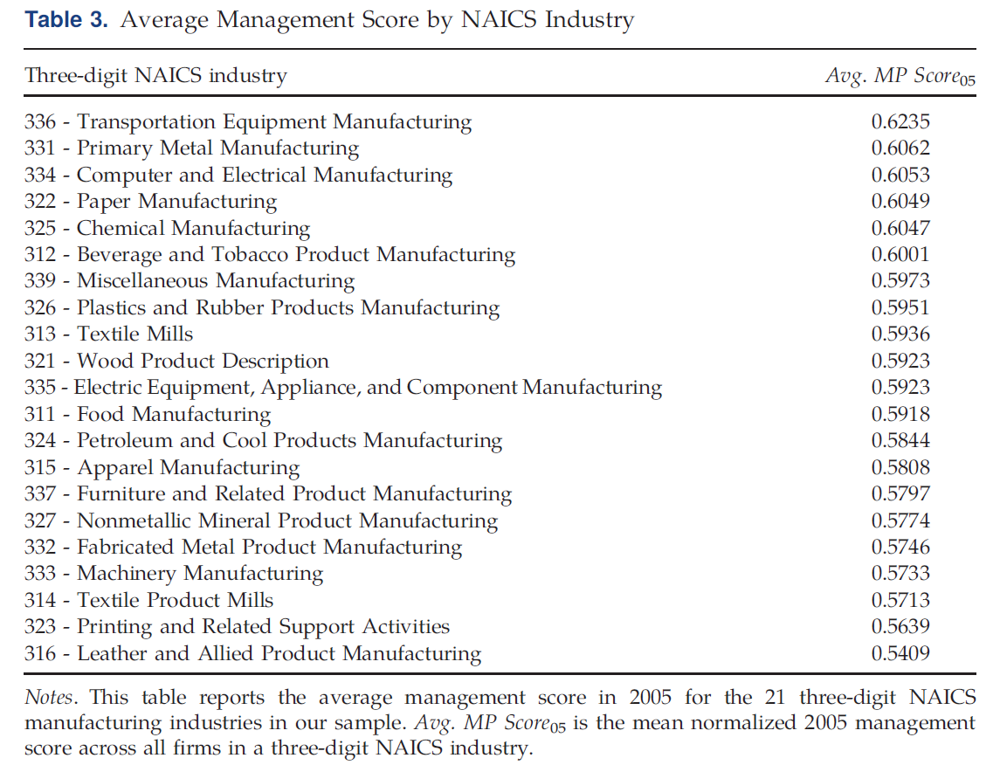 Table 3. Average Management Score by NAICS Industry
Three-digit NAICS industry Avg. MP Score05
336 - Transportation Equipment Manufacturing 0.6235
331 - Primary Metal Manufacturing 0.6062
334 - Computer and Electrical Manufacturing 0.6053
322 - Paper Manufacturing 0.6049
325 - Chemical Manufacturing 0.6047
312 - Beverage and Tobacco Product Manufacturing 0.6001
339 - Miscellaneous Manufacturing 0.5973
326 - Plastics and Rubber Products Manufacturing 0.5951
313 - Textile Mills 0.5936
321 - Wood Product Description 0.5923
335 - Electric Equipment, Appliance, and Component Manufacturing 0.5923
311 - Food Manufacturing 0.5918
324 - Petroleum and Cool Products Manufacturing 0.5844
315 - Apparel Manufacturing 0.5808
337 - Furniture and Related Product Manufacturing 0.5797
327 - Nonmetallic Mineral Product Manufacturing 0.5774
332 - Fabricated Metal Product Manufacturing 0.5746
333 - Machinery Manufacturing 0.5733
314 - Textile Product Mills 0.5713
323 - Printing and Related Support Activities 0.5639
316 - Leather and Allied Product Manufacturing 0.5409
Notes. This table reports the average management score in 2005 for the 21 three-digit NAICS
manufacturing industries in our sample. Avg. MP Score05 is the mean normalized 2005 management
score across all firms in a three-digit NAICS industry.